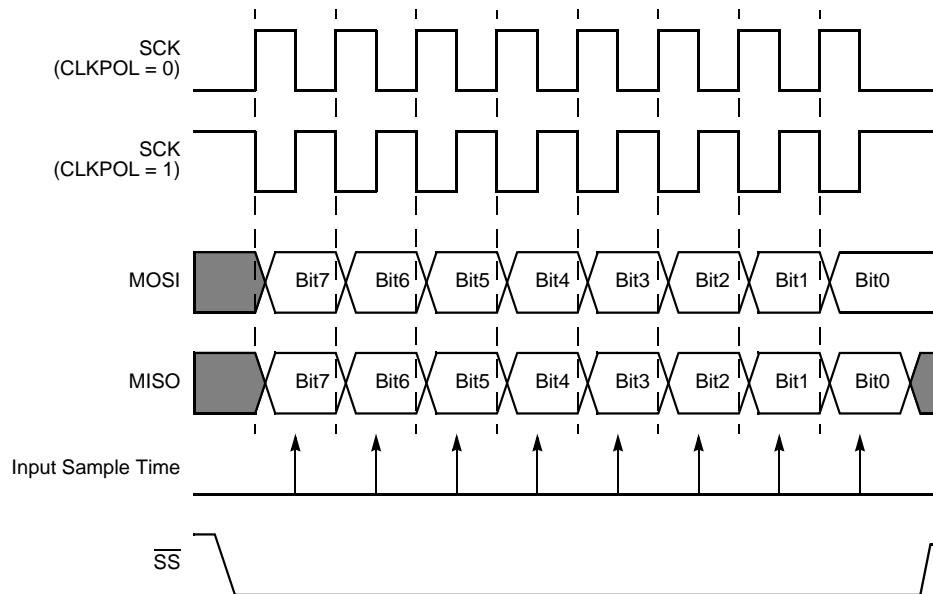 SCK
(CLKPOL = 0)
SCK
(CLKPOL = 1)
MOSI
Bit7 Bit6 Bit5 Bit4 Bit3 Bit2 Bit1 Bit0
MISO
Bit7 Bit6 Bit5 Bit4 Bit3 Bit2 Bit1 Bit0
Input Sample Time
SS